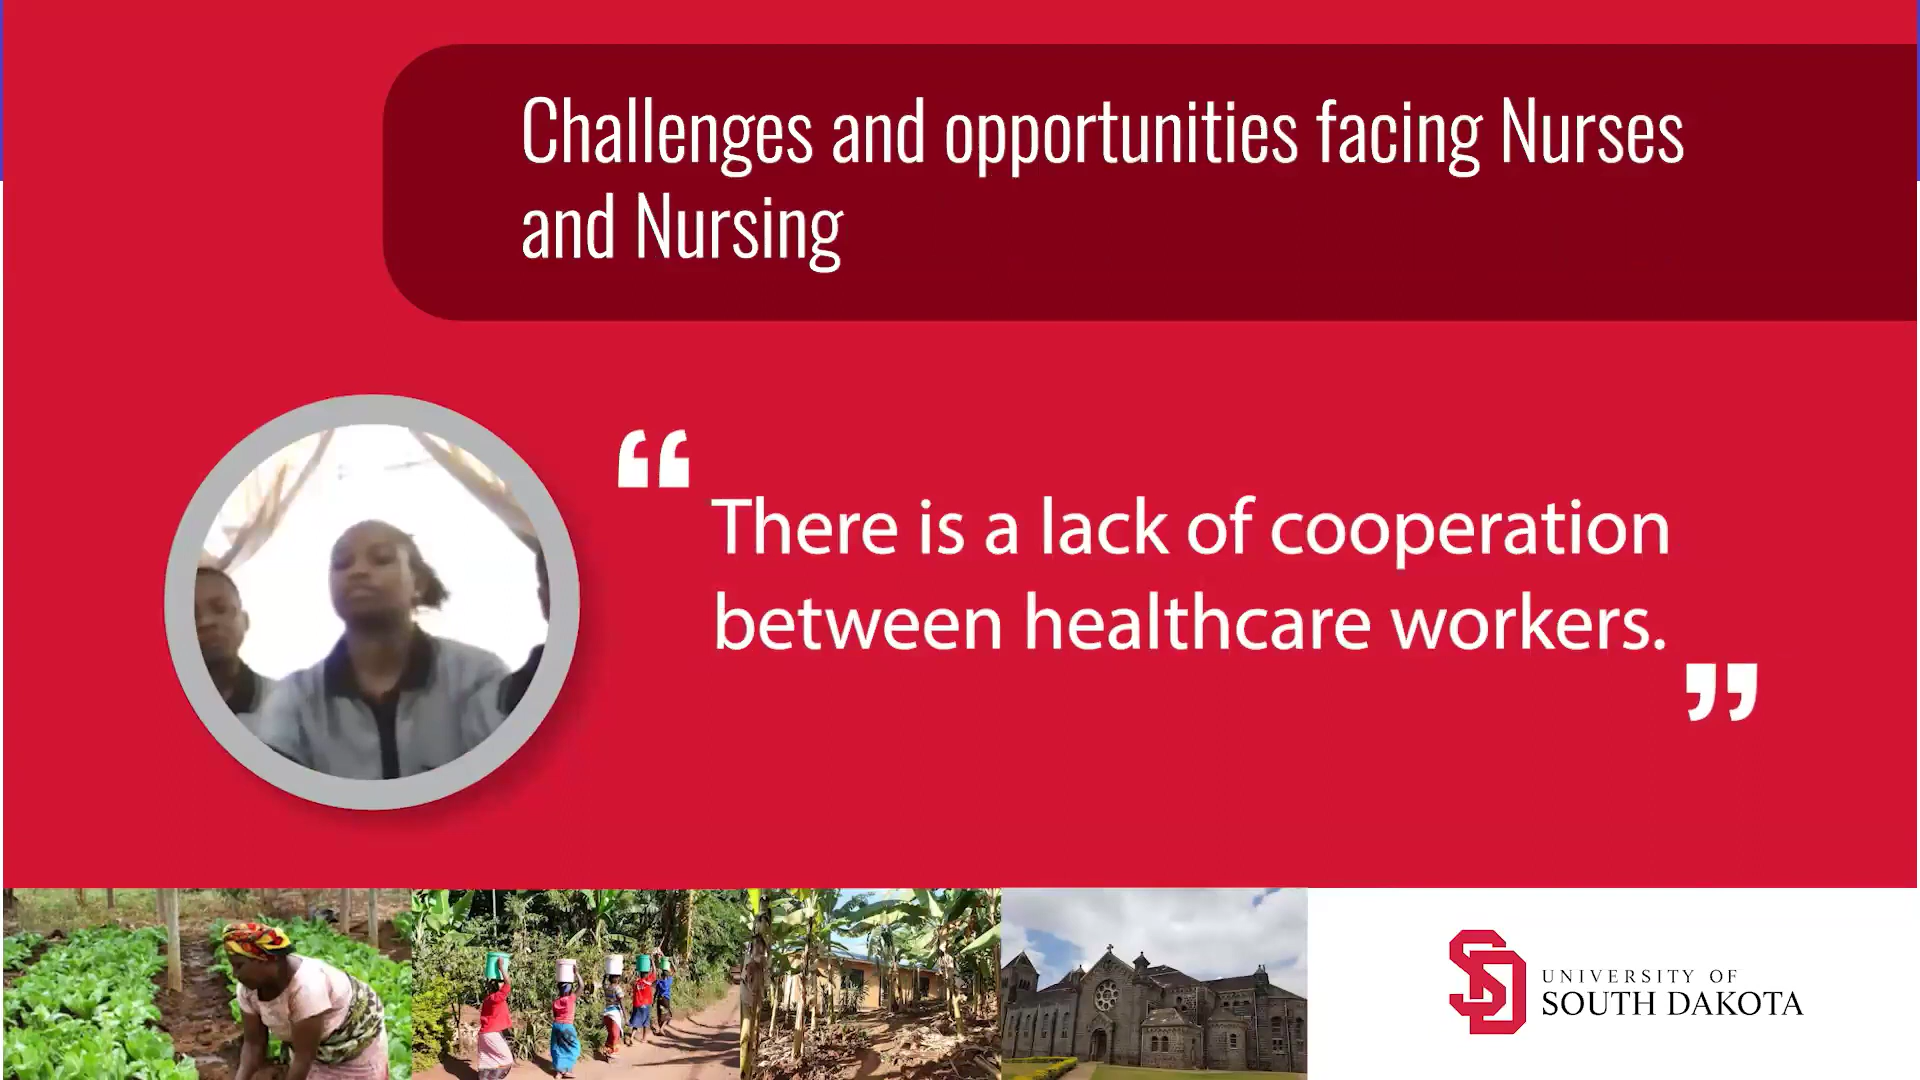 Challenges and opportunities facing Nurses
and Nursing
“
There is a lack of cooperation
between healthcare workers.
”
UNIVERSITY OF
SOUTH DAKOTA